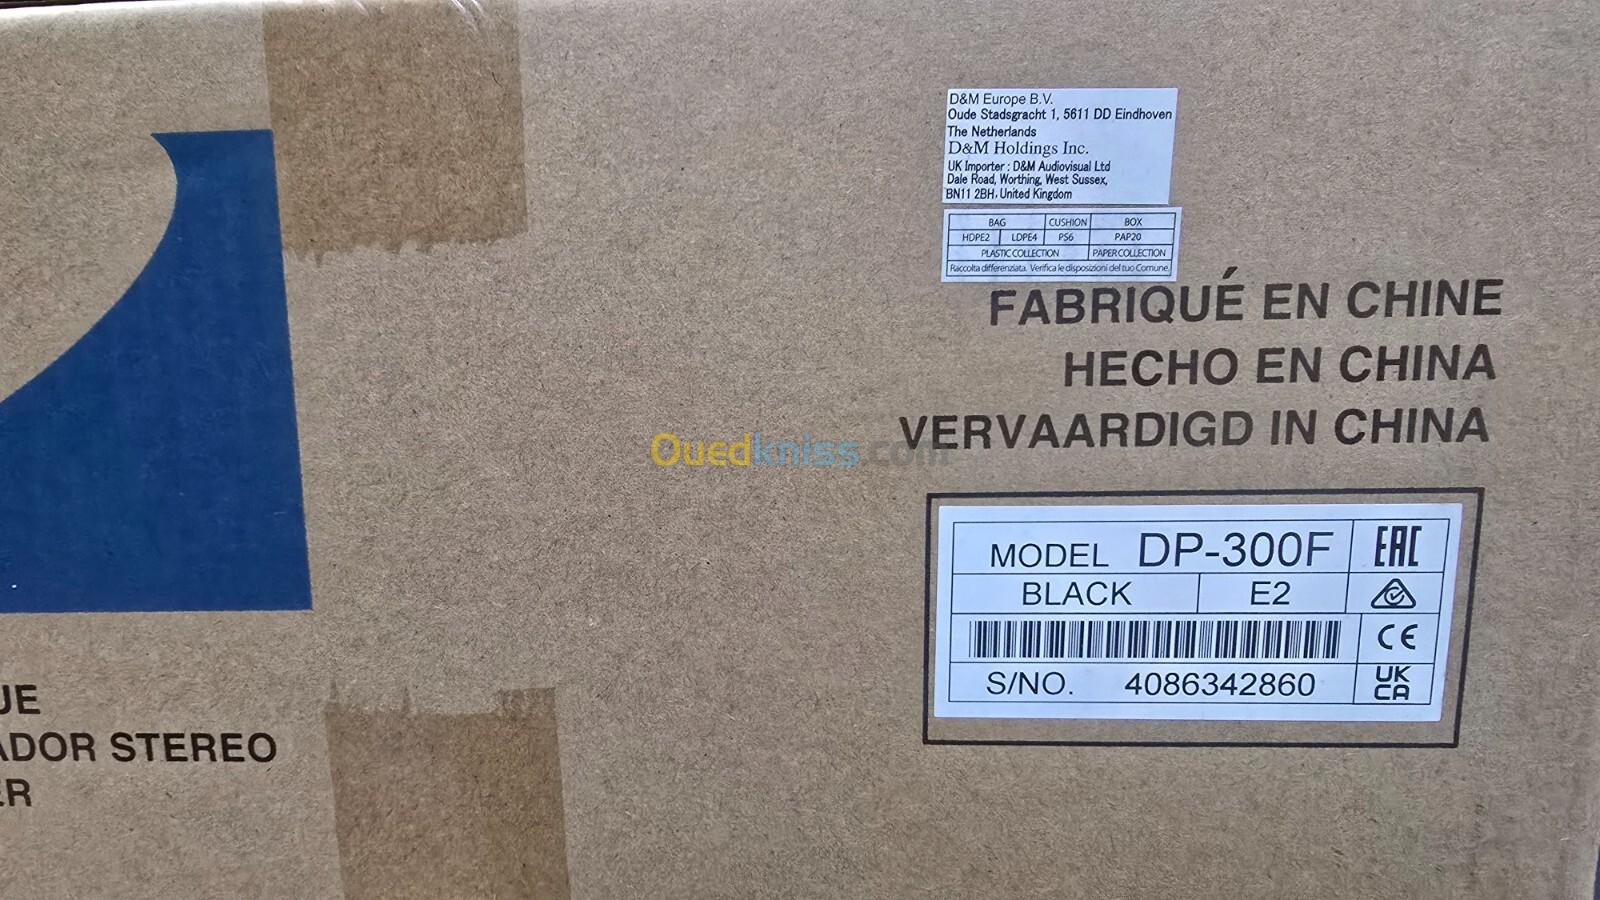 D&M Europe B.V.
Oude Stadsgracht 1, 5611 DD Eindhoven
The Netherlands
D&M Holdings Inc.
UK Importer : D&M Audiovisual Ltd
Dale Road, Worthing, West Sussex,
BN11 2BH, United Kingdom
BAG CUSHION BOX
HDPE2 LDPE4 PS6 PAP20
PLASTIC COLLECTION PAPER COLLECTION
Raccolta differenziata. Verifica le disposizioni del tuo Comune.
FABRIQUÉ EN CHINE
HECHO EN CHINA
VERVAARDIGD IN CHINA
Ouedkniss.com
MODEL DP-300F EAC
BLACK E2
CE
S/NO. 4086342860 UK
CA
UE
ADOR STEREO
ER